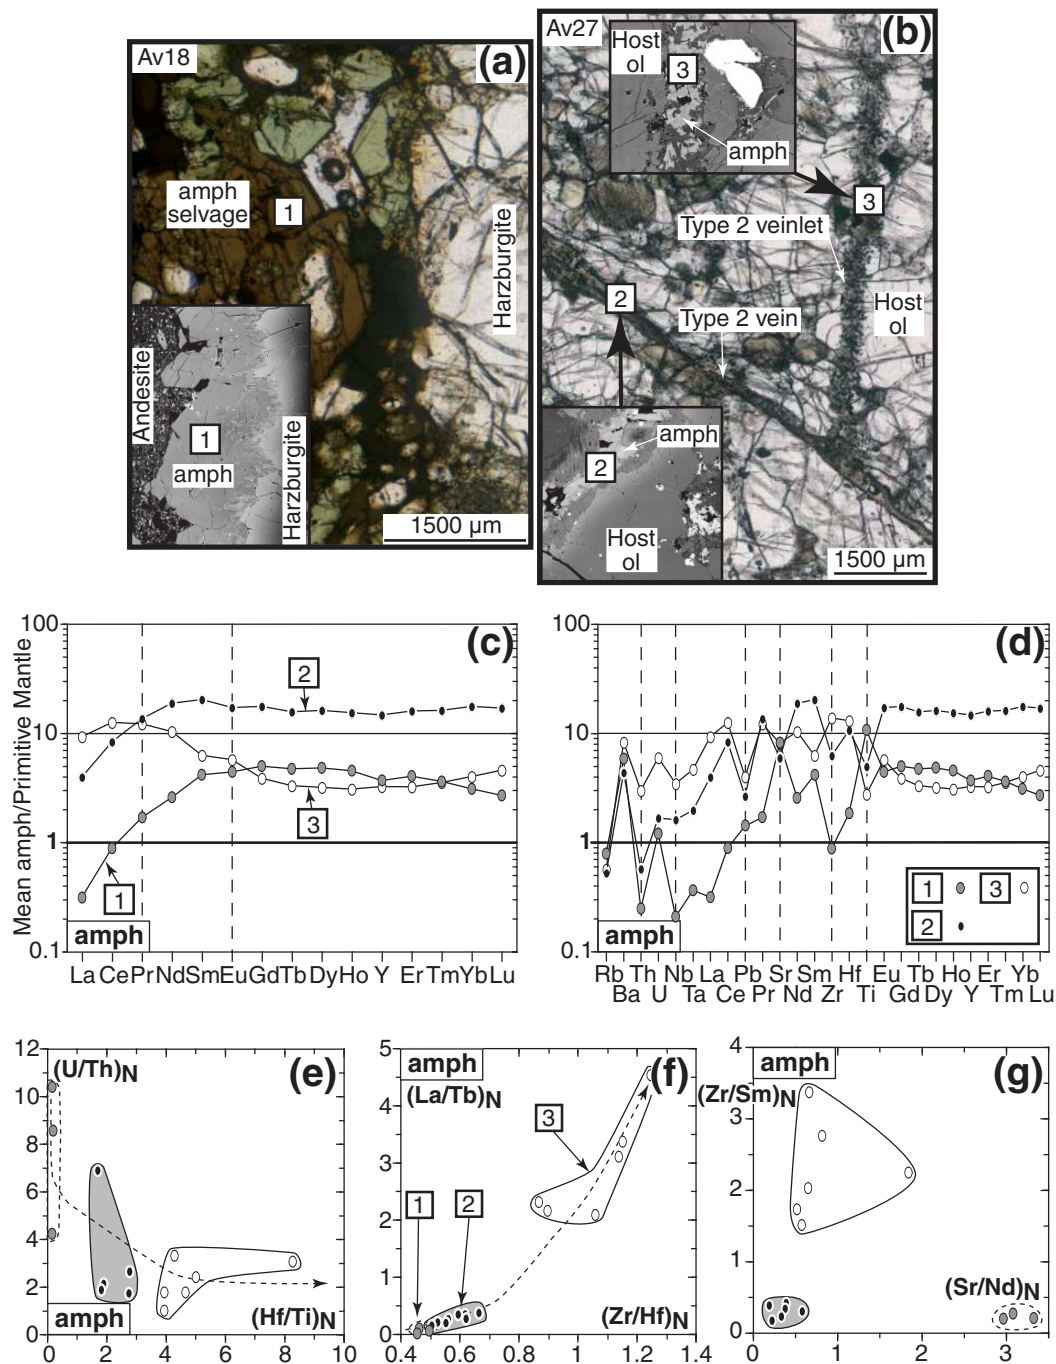 Av18
(a)
amph
selvage
1
Harzburgite
Andesite
1
amph
Harzburgite
1500 µm
Av27
(b)
Host
ol
3
amph
3
Type 2 veinlet
2
Type 2 vein
Host
ol
amph
2
Host
ol
1500 µm
Mean amph/Primitive Mantle
100
10
1
0.1
(c)
2
3
1
amph
La Ce Pr Nd Sm Eu Gd Tb Dy Ho Y Er Tm Yb Lu
100
10
1
0.1
(d)
1 3
2
amph
Rb Th Nb La Pb Sr Sm Hf Eu Tb Ho Er Yb
Ba U Ta Ce Pr Nd Zr Ti Gd Dy Y Tm Lu
12
10
8
6
4
2
0
(U/Th)N
(e)
amph
(Hf/Ti)N
0 2 4 6 8 10
5
4
3
2
1
0
amph
(La/Tb)N
(f)
3
1
2
(Zr/Hf)N
0.4 0.6 0.8 1 1.2 1.4
4
3
2
1
0
amph
(Zr/Sm)N
(g)
(Sr/Nd)N
0 1 2 3